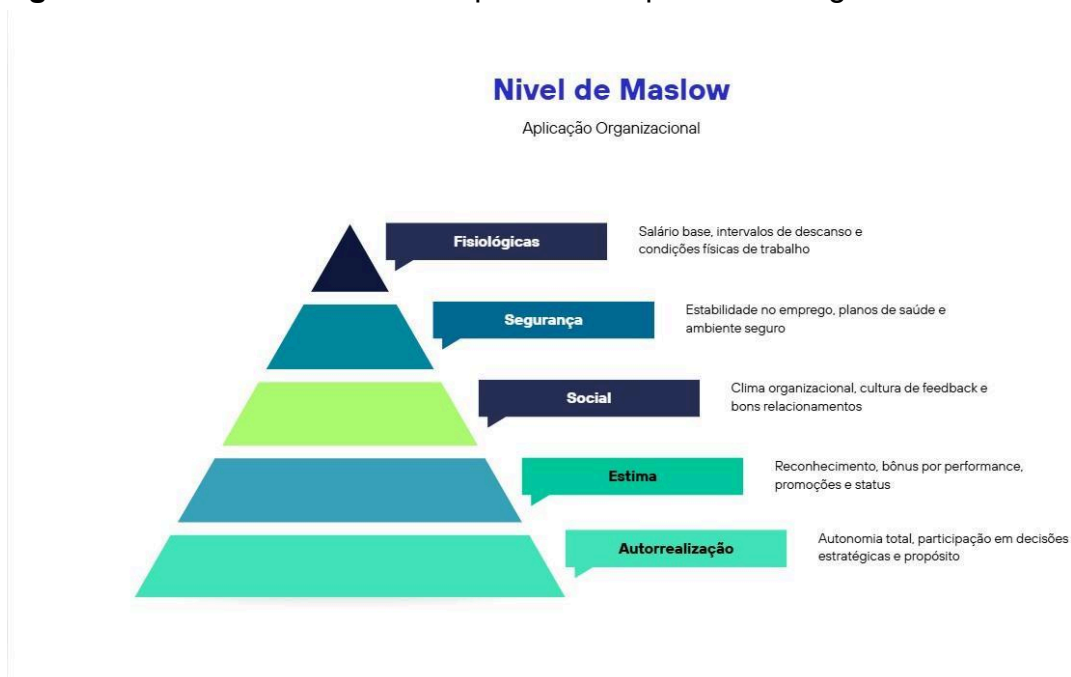 Nivel de Maslow
Aplicação Organizacional
Fisiológicas
Salário base, intervalos de descanso e
condições físicas de trabalho
Segurança
Estabilidade no emprego, planos de saúde e
ambiente seguro
Social
Clima organizacional, cultura de feedback e
bons relacionamentos
Estima
Reconhecimento, bônus por performance,
promoções e status
Autorrealização
Autonomia total, participação em decisões
estratégicas e propósito